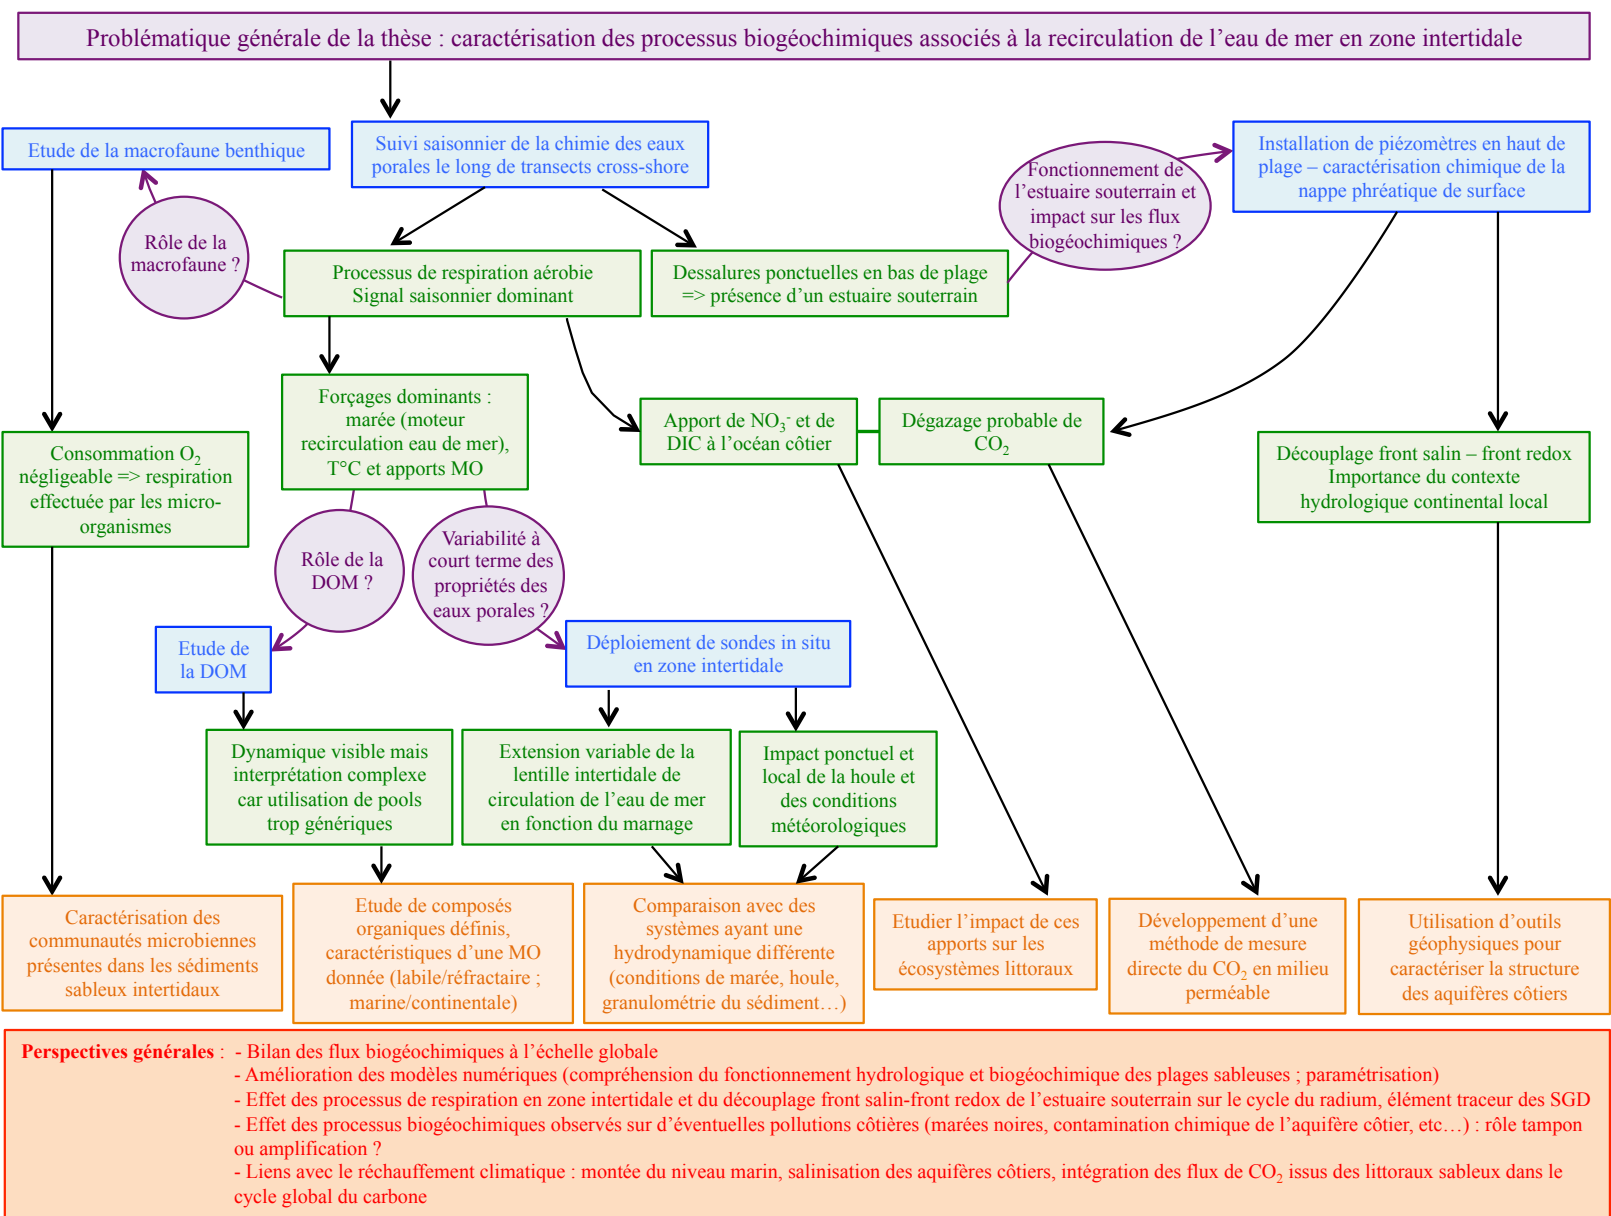 Problématique générale de la thèse : caractérisation des processus biogéochimiques associés à la recirculation de l’eau de mer en zone intertidale
Etude de la macrofaune benthique
Suivi saisonnier de la chimie des eaux
porales le long de transects cross-shore
Fonctionnement de
l’estuaire souterrain et
impact sur les flux
biogéochimiques ?
Installation de piézomètres en haut de
plage – caractérisation chimique de la
nappe phréatique de surface
Rôle de la
macrofaune ?
Processus de respiration aérobie
Signal saisonnier dominant
Dessalures ponctuelles en bas de plage
=> présence d’un estuaire souterrain
Forçages dominants :
marée (moteur
recirculation eau de mer),
T°C et apports MO
Apport de NO₃⁻ et de
DIC à l’océan côtier
Dégazage probable de
CO₂
Consommation O₂
négligeable => respiration
effectuée par les micro-
organismes
Découplage front salin – front redox
Importance du contexte
hydrologique continental local
Rôle de la
DOM ?
Variabilité à
court terme des
propriétés des
eaux porales ?
Etude de
la DOM
Déploiement de sondes in situ
en zone intertidale
Dynamique visible mais
interprétation complexe
car utilisation de pools
trop génériques
Extension variable de la
lentille intertidale de
circulation de l’eau de mer
en fonction du marnage
Impact ponctuel et
local de la houle et
des conditions
météorologiques
Caractérisation des
communautés microbiennes
présentes dans les sédiments
sableux intertidaux
Etude de composés
organiques définis,
caractéristiques d’une MO
donnée (labile/réfractaire ;
marine/continentale)
Comparaison avec des
systèmes ayant une
hydrodynamique différente
(conditions de marée, houle,
granulométrie du sédiment…)
Etudier l’impact de ces
apports sur les
écosystèmes littoraux
Développement d’une
méthode de mesure
directe du CO₂ en milieu
perméable
Utilisation d’outils
géophysiques pour
caractériser la structure
des aquifères côtiers
Perspectives générales : - Bilan des flux biogéochimiques à l’échelle globale
- Amélioration des modèles numériques (compréhension du fonctionnement hydrologique et biogéochimique des plages sableuses ; paramétrisation)
- Effet des processus de respiration en zone intertidale et du découplage front salin-front redox de l’estuaire souterrain sur le cycle du radium, élément traceur des SGD
- Effet des processus biogéochimiques observés sur d’éventuelles pollutions côtières (marées noires, contamination chimique de l’aquifère côtier, etc…) : rôle tampon
ou amplification ?
- Liens avec le réchauffement climatique : montée du niveau marin, salinisation des aquifères côtiers, intégration des flux de CO₂ issus des littoraux sableux dans le
cycle global du carbone